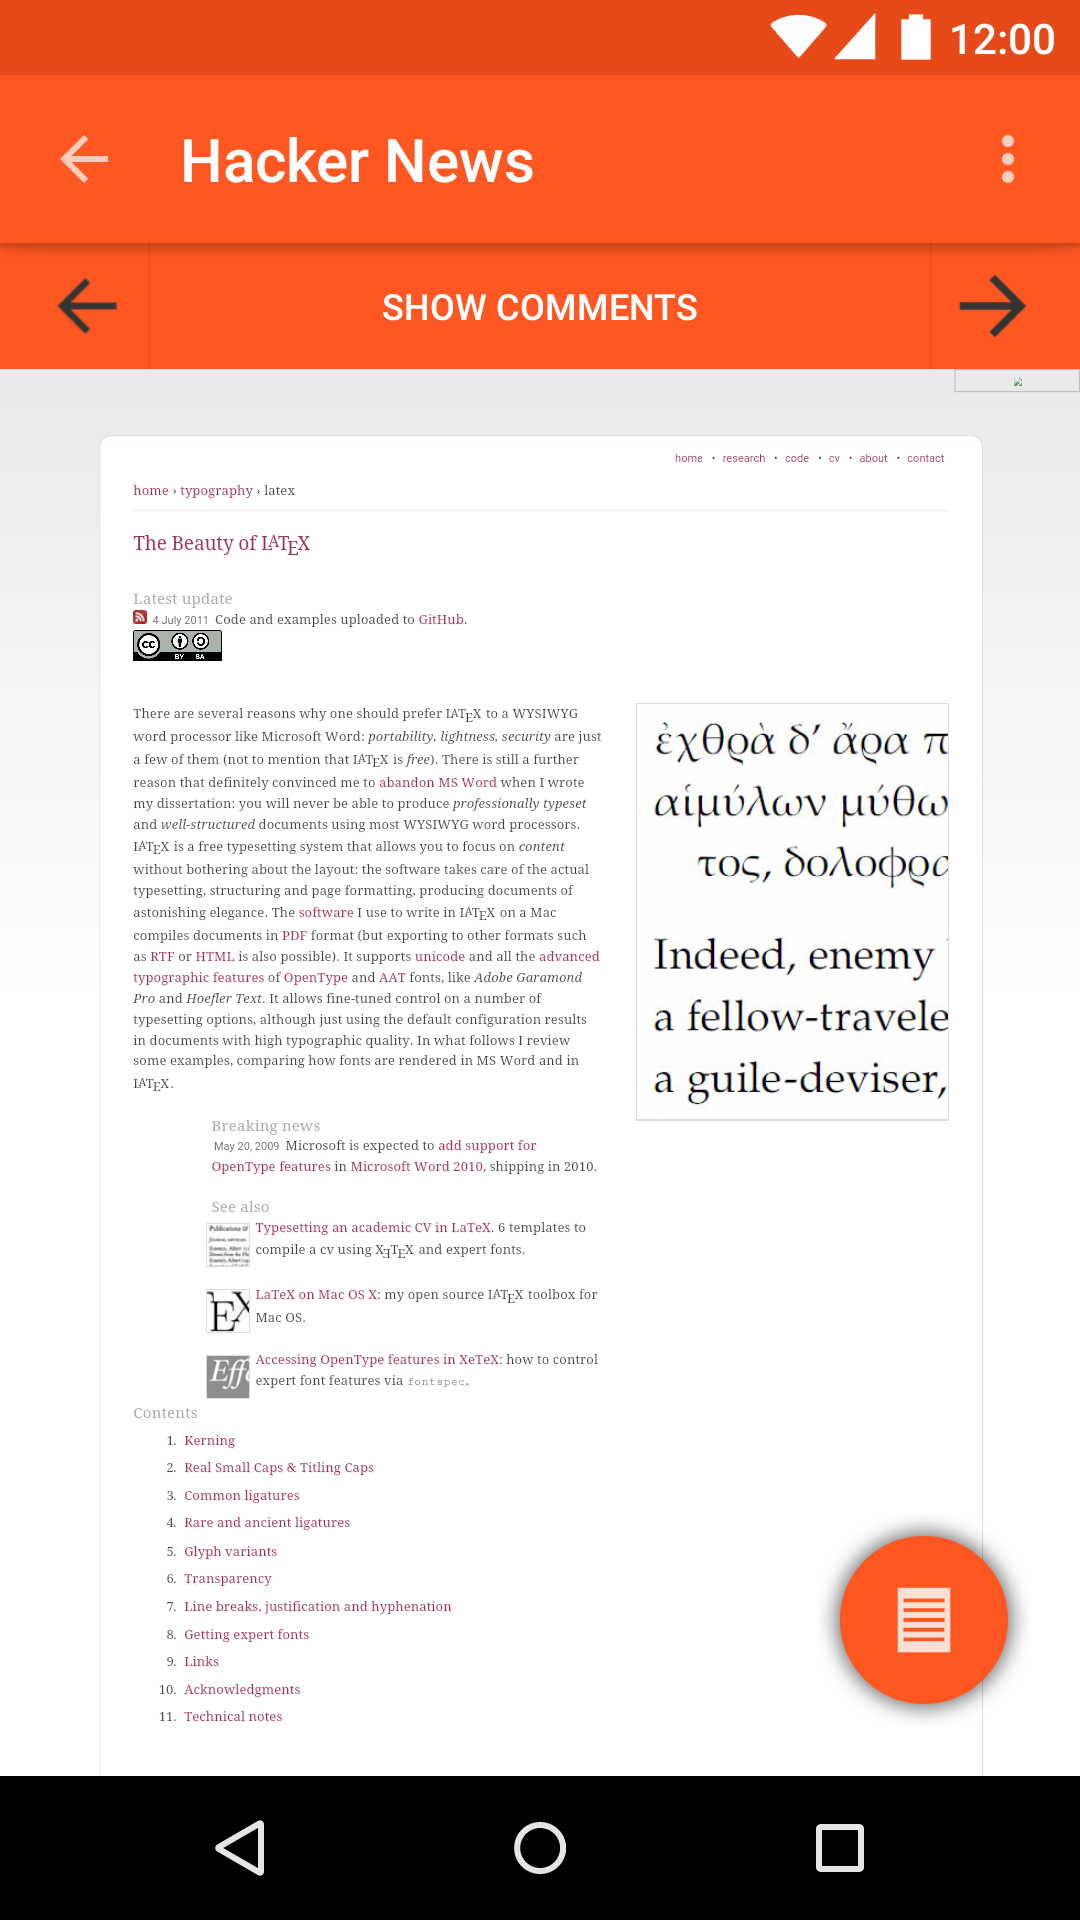 12:00
Hacker News
SHOW COMMENTS
home • research • code • cv • about • contact
home › typography › latex
The Beauty of LATEX
Latest update
4 July 2011 Code and examples uploaded to GitHub.
cc BY SA
There are several reasons why one should prefer LATEX to a WYSIWYG
word processor like Microsoft Word: portability, lightness, security are just
a few of them (not to mention that LATEX is free). There is still a further
reason that definitely convinced me to abandon MS Word when I wrote
my dissertation: you will never be able to produce professionally typeset
and well-structured documents using most WYSIWYG word processors.
LATEX is a free typesetting system that allows you to focus on content
without bothering about the layout: the software takes care of the actual
typesetting, structuring and page formatting, producing documents of
astonishing elegance. The software I use to write in LATEX on a Mac
compiles documents in PDF format (but exporting to other formats such
as RTF or HTML is also possible). It supports unicode and all the advanced
typographic features of OpenType and AAT fonts, like Adobe Garamond
Pro and Hoefler Text. It allows fine-tuned control on a number of
typesetting options, although just using the default configuration results
in documents with high typographic quality. In what follows I review
some examples, comparing how fonts are rendered in MS Word and in
LATEX.
ἐχθρὰ δ’ ἄρα π
αἱμύλων μύθω
τος, δολοφρα
Indeed, enemy
a fellow-travele
a guile-deviser,
Breaking news
May 20, 2009 Microsoft is expected to add support for
OpenType features in Microsoft Word 2010, shipping in 2010.
See also
Publications &
Typesetting an academic CV in LaTeX. 6 templates to
compile a cv using XƎTEX and expert fonts.
EX
LaTeX on Mac OS X: my open source LATEX toolbox for
Mac OS.
Effe
Accessing OpenType features in XeTeX: how to control
expert font features via fontspec.
Contents
1. Kerning
2. Real Small Caps & Titling Caps
3. Common ligatures
4. Rare and ancient ligatures
5. Glyph variants
6. Transparency
7. Line breaks, justification and hyphenation
8. Getting expert fonts
9. Links
10. Acknowledgments
11. Technical notes